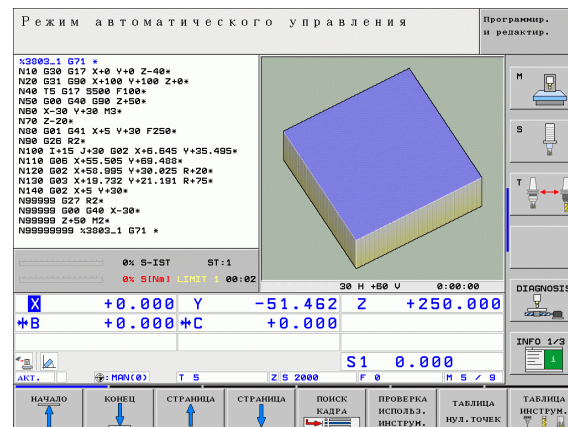 Режим автоматического управления
Программир.
и редактир.
%3803_1 G71 *
N10 G30 G17 X+0 Y+0 Z-40*
N20 G31 G90 X+100 Y+100 Z+0*
N40 T5 G17 S500 F100*
N50 G00 G40 G90 Z+50*
N60 X-30 Y+30 M3*
N70 Z-20*
N80 G01 G41 X+5 Y+30 F250*
N90 G26 R2*
N100 I+15 J+30 G02 X+6.645 Y+35.495*
N110 G06 X+55.505 Y+69.488*
N120 G02 X+58.995 Y+30.025 R+20*
N130 G03 X+19.732 Y+21.191 R+75*
N140 G02 X+5 Y+30*
N99999 G27 R2*
N99999 G00 G40 X-30*
N99999 Z+50 M2*
N99999999 %3803_1 G71 *
M
S
T
0% S-IST ST:1
0% S[Nm] LIMIT 1 00:02
30 H +60 V 0:00:00
X +0.000 Y -51.462 Z +250.000
B +0.000 C +0.000
S1 0.00
АКТ. MAN(0) T 5 Z S 2000 F 0 M 5 / 9
DIAGNOSIS
INFO 1/3
НАЧАЛО
КОНЕЦ
СТРАНИЦА
СТРАНИЦА
ПОИСК
КАДРА
ПРОВЕРКА
ИСПОЛЬЗ.
ИНСТРУМ.
ТАБЛИЦА
НУЛ.ТОЧЕК
ТАБЛИЦА
ИНСТРУМ.